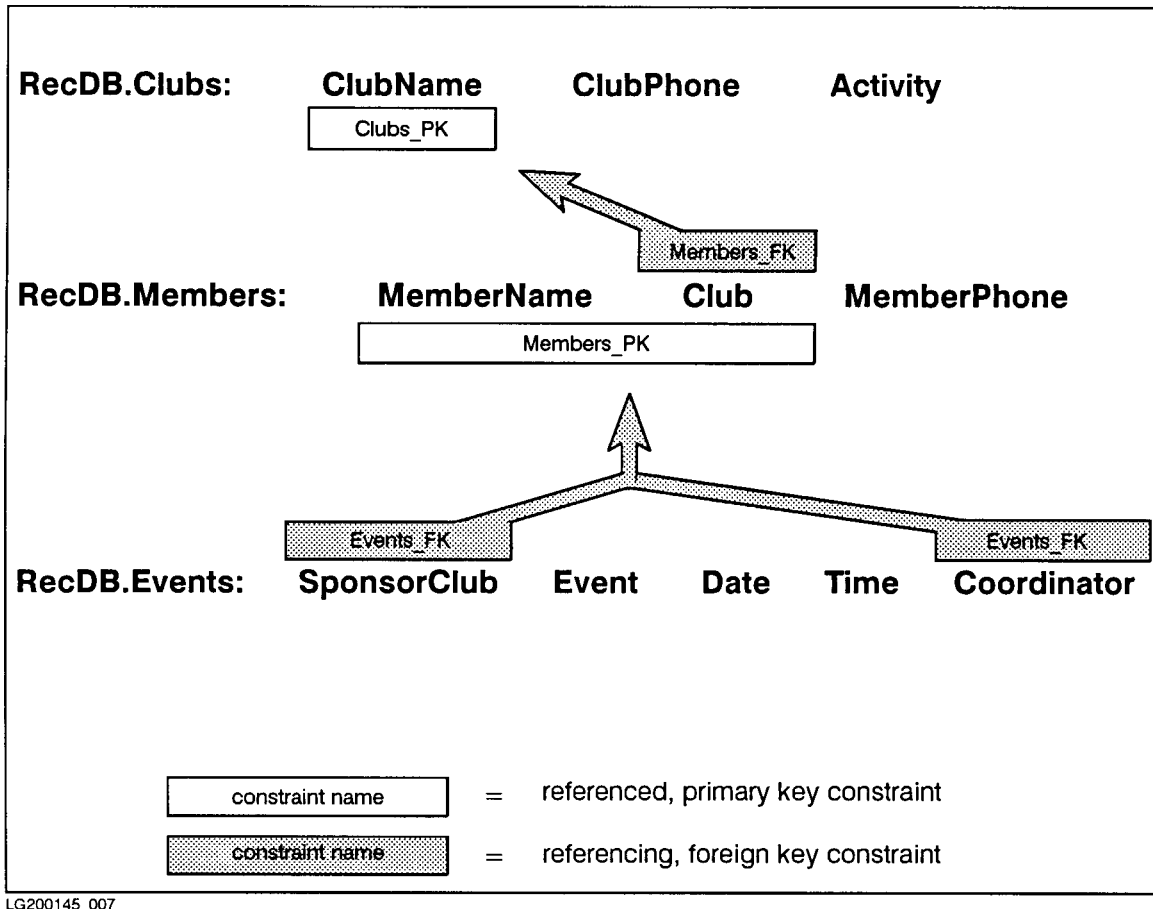 RecDB.Clubs: ClubName ClubPhone Activity
Clubs_PK
Members_FK
RecDB.Members: MemberName Club MemberPhone
Members_PK
Events_FK Events_FK
RecDB.Events: SponsorClub Event Date Time Coordinator
constraint name = referenced, primary key constraint
constraint name = referencing, foreign key constraint
LG200145_007